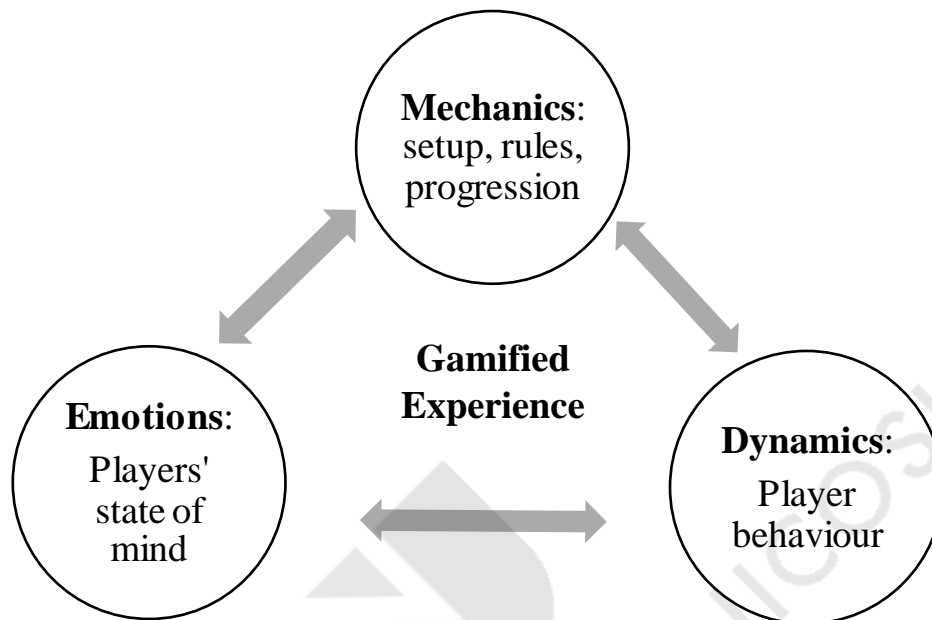 Mechanics:
setup, rules,
progression
Gamified
Experience
Emotions:
Players'
state of
mind
Dynamics:
Player
behaviour